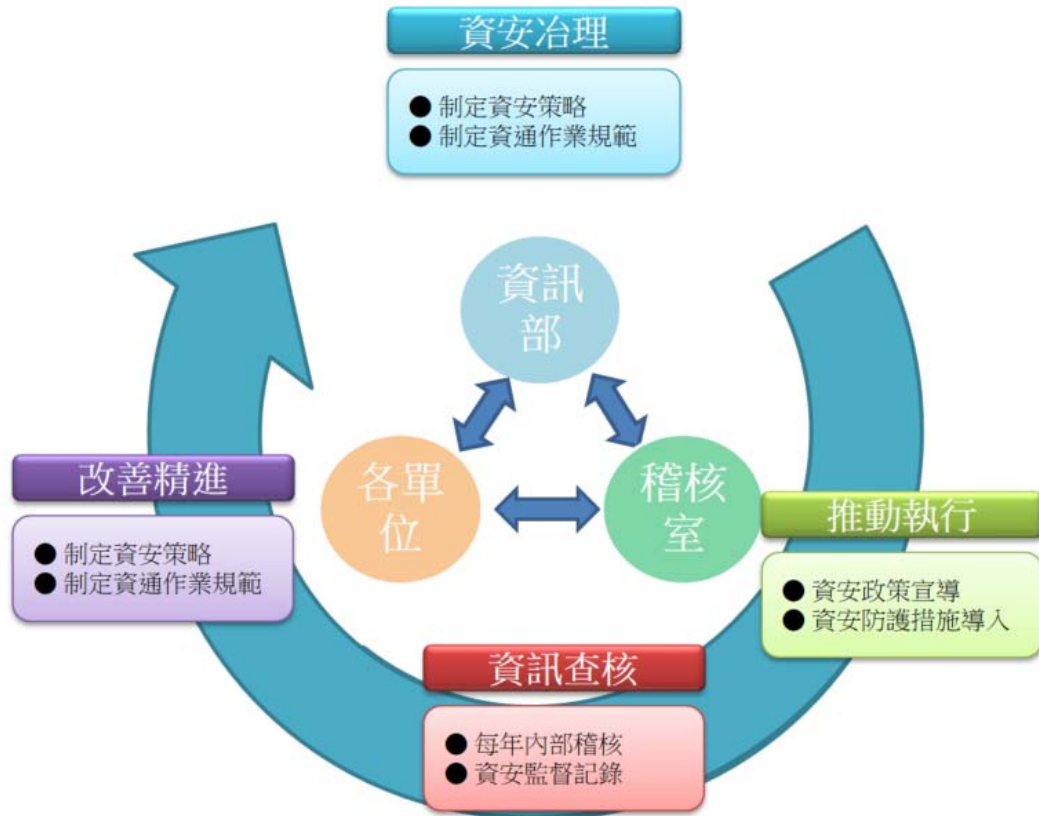 資安冶理
● 制定資安策略
● 制定資通作業規範
資訊
部
各單
位
稽核
室
推動執行
● 資安政策宣導
● 資安防護措施導入
資訊查核
● 每年內部稽核
● 資安監督記錄
改善精進
● 制定資安策略
● 制定資通作業規範